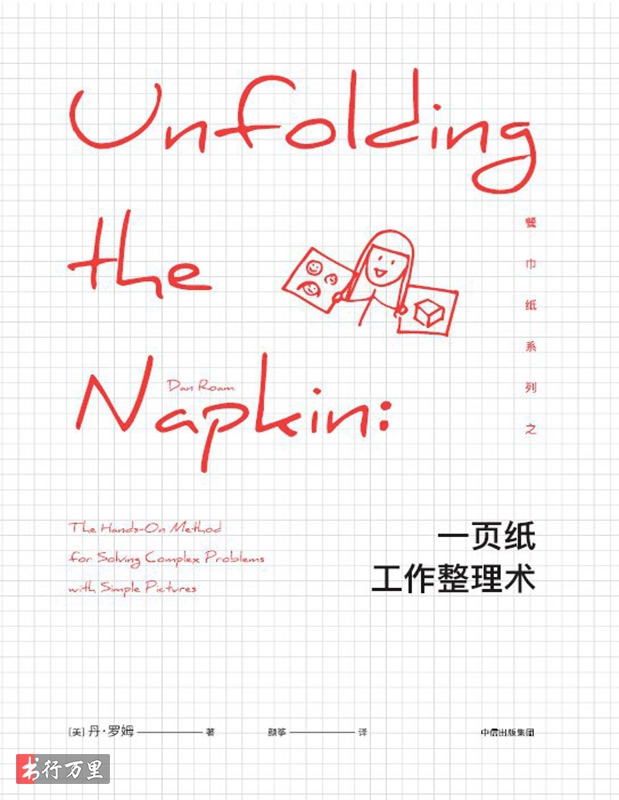 Unfolding
the
餐巾纸系列之
Dan Roam
Napkin:
The Hands-On Method
for Solving Complex Problems
with Simple Pictures
一页纸
工作整理术
[美] 丹·罗姆 著 颜筝 译 中信出版集团
书行万里